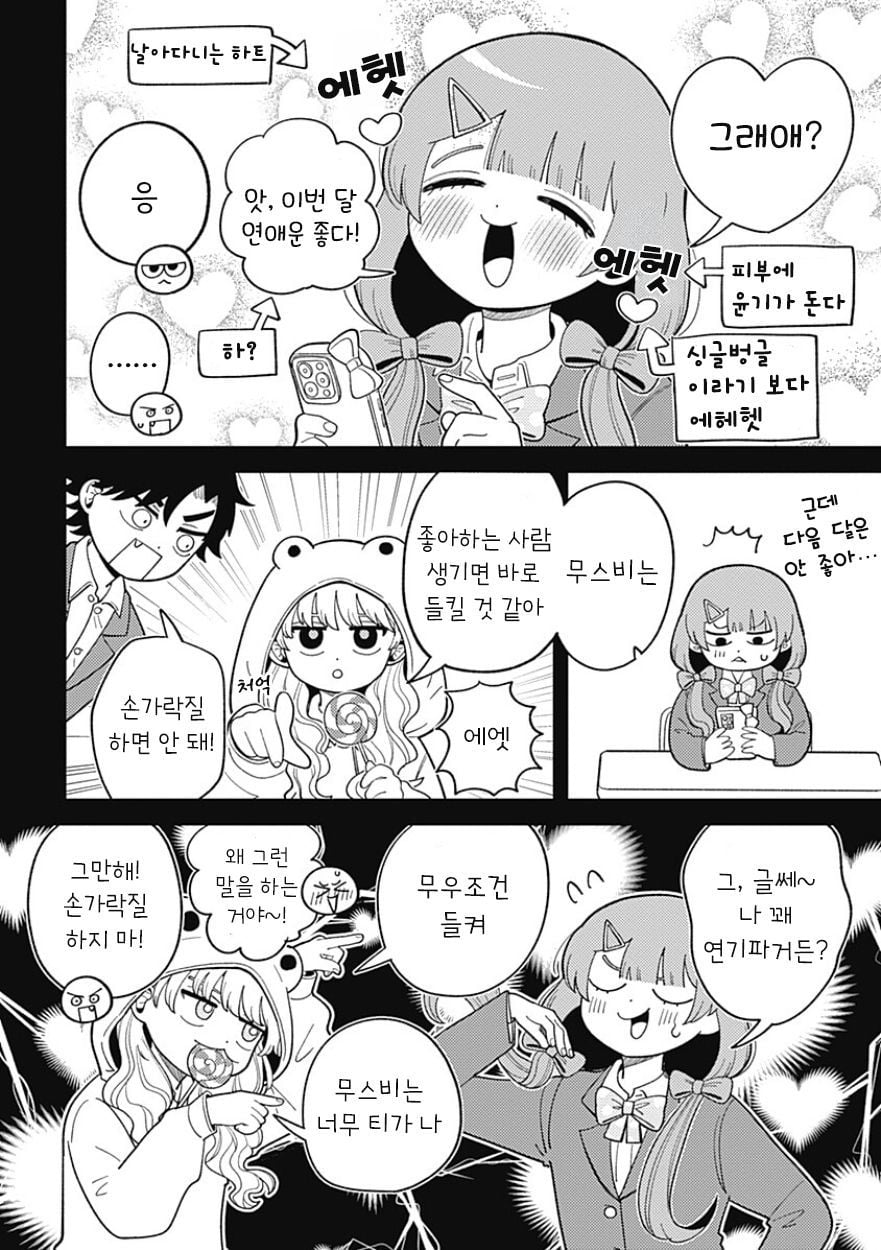 그래애?
에헷
날아다니는 하트
앗, 이번 달
연애운 좋다!
하?
에헷
피부에
윤기가 돈다
싱글벙글
이라기 보다
에헤헷
응
......
근데
다음 달은
안 좋아...
무스비는
좋아하는 사람
생기면 바로
들킬 것 같아
에엣
처억
손가락질
하면 안 돼!
그, 글쎄~
나 꽤
연기파거든?
무우조건
들켜
왜 그런
말을 하는
거야~!
그만해!
손가락질
하지 마!
무스비는
너무 티가 나